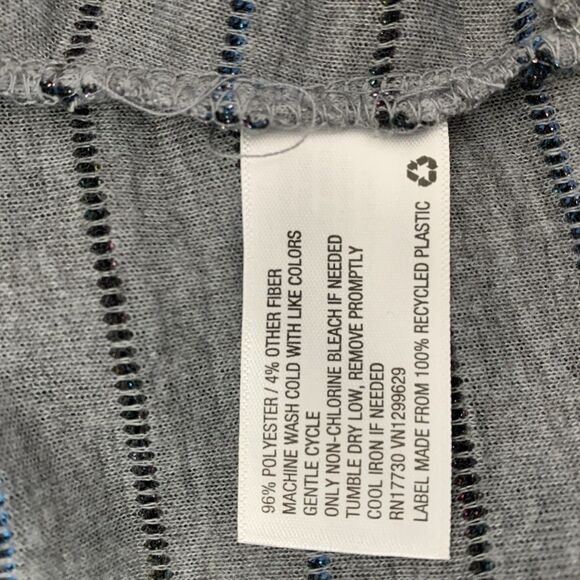 96% POLYESTER / 4% OTHER FIBER
MACHINE WASH COLD WITH LIKE COLORS
GENTLE CYCLE
ONLY NON-CHLORINE BLEACH IF NEEDED
TUMBLE DRY LOW, REMOVE PROMPTLY
COOL IRON IF NEEDED
RN17730 VN1299629
LABEL MADE FROM 100% RECYCLED PLASTIC